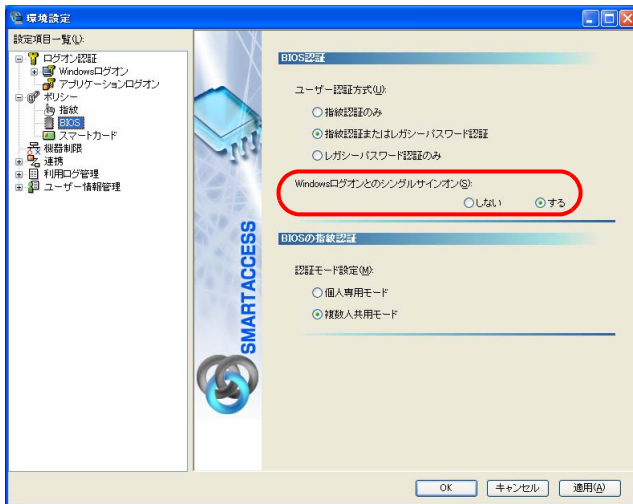 環境設定
設定項目一覧(L):
ログオン認証
Windowsログオン
アプリケーションログオン
ポリシー
指紋
BIOS
スマートカード
機器制限
連携
利用ログ管理
ユーザー情報管理
SMARTACCESS
BIOS認証
ユーザー認証方式(U):
指紋認証のみ
指紋認証またはレガシーパスワード認証
レガシーパスワード認証のみ
Windowsログオンとのシングルサインオン(S):
しない する
BIOSの指紋認証
認証モード設定(M):
個人専用モード
複数人共用モード
OK キャンセル 適用(A)